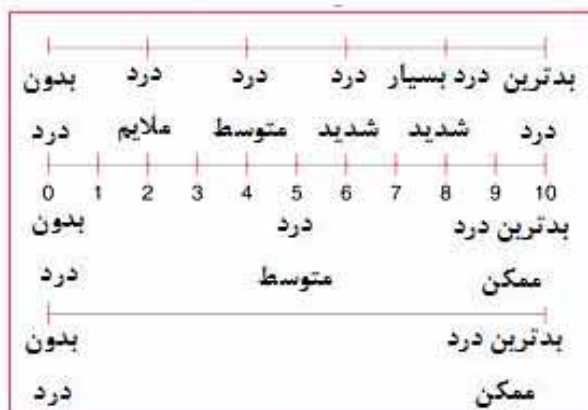 بدترین درد بسیار درد درد درد بدون
درد شدید شدید متوسط ملایم درد
0 1 2 3 4 5 6 7 8 9 10
بدترین درد درد بدون
ممکن متوسط درد
بدترین درد بدون
ممکن درد